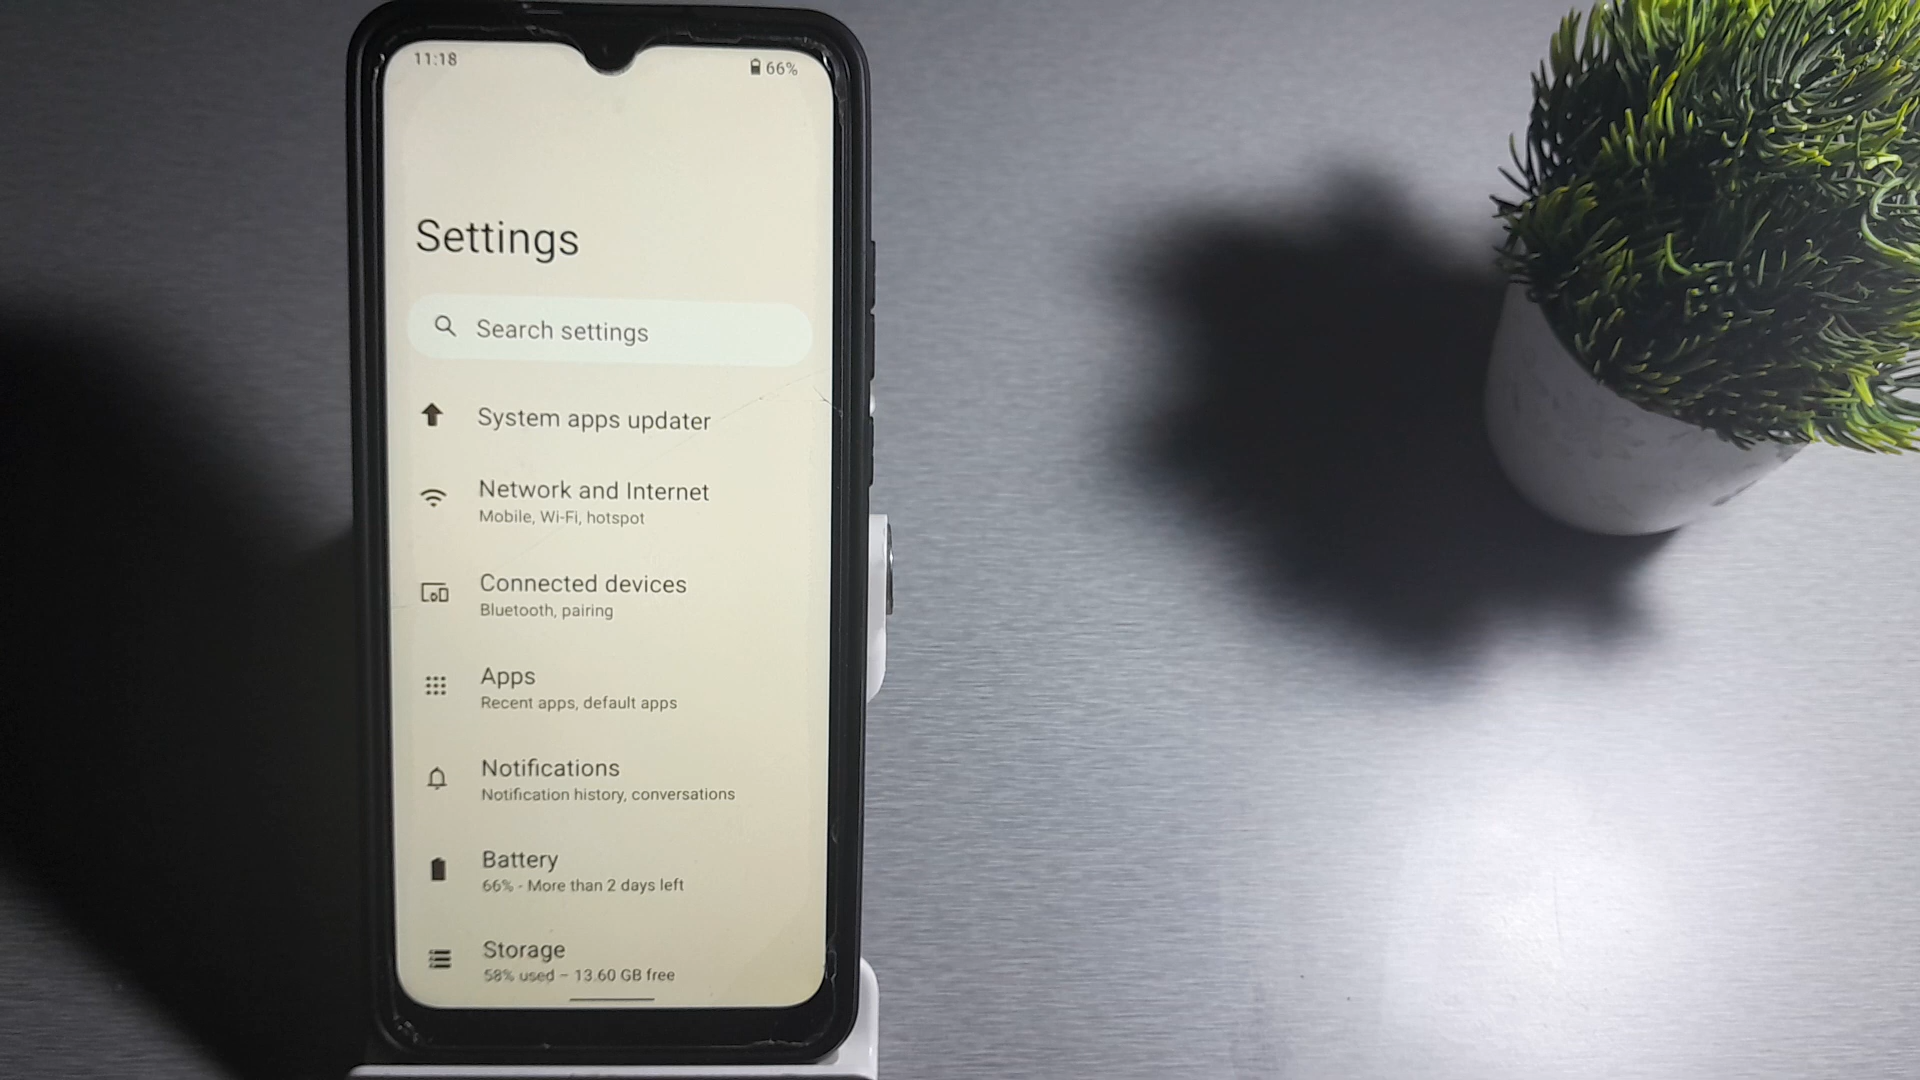 11:18
66%
Settings
Search settings
System apps updater
Network and Internet
Mobile, Wi-Fi, hotspot
Connected devices
Bluetooth, pairing
Apps
Recent apps, default apps
Notifications
Notification history, conversations
Battery
66% - More than 2 days left
Storage
58% used – 13.60 GB free